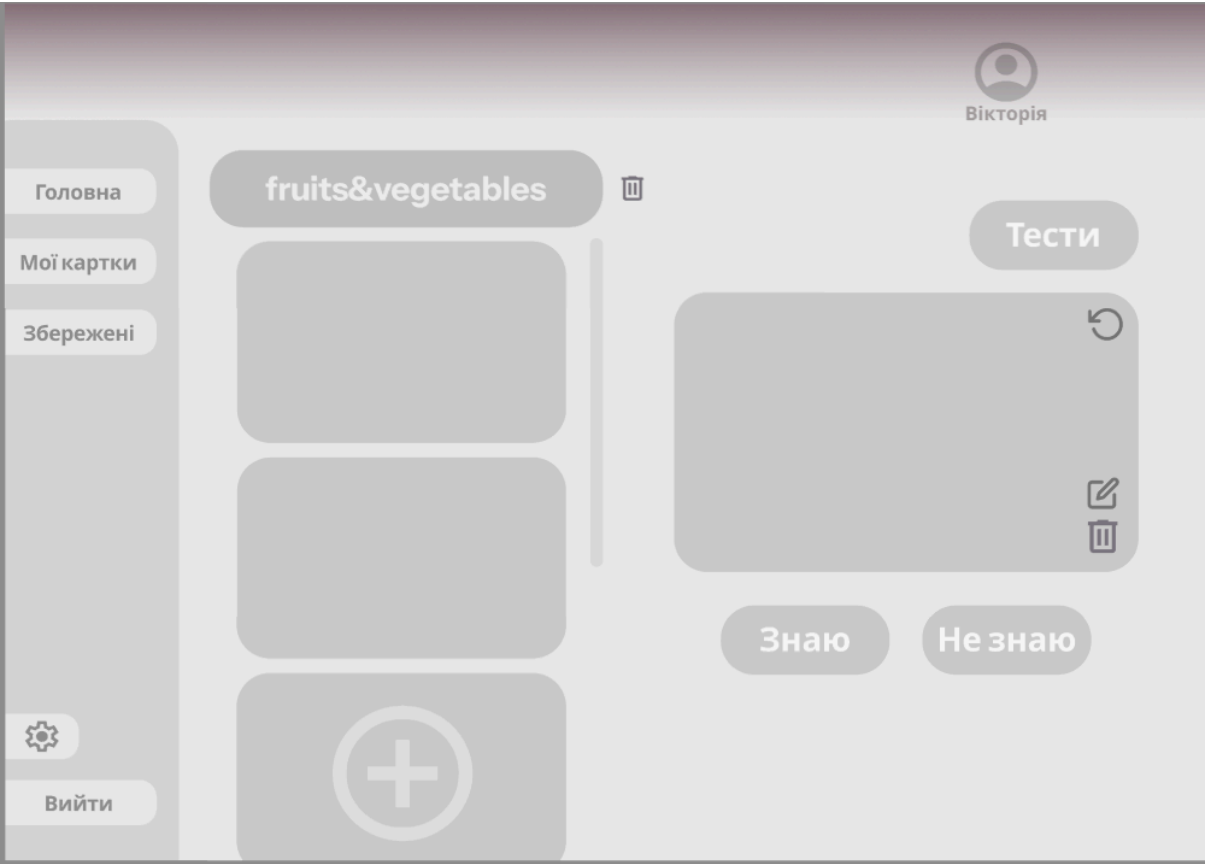 Вікторія
Головна
Мої картки
Збережені
Вийти
fruits&vegetables
Тести
Знаю
Не знаю